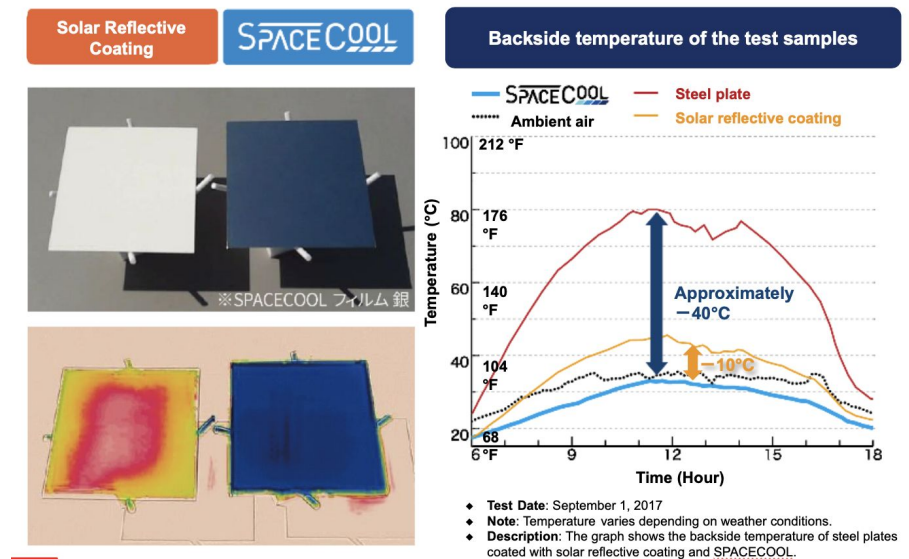 Solar Reflective
Coating
SPACECOOL
Backside temperature of the test samples
※SPACECOOL フィルム 銀
SPACECOOL
Steel plate
Ambient air
Solar reflective coating
Temperature (°C)
100
212 °F
80
176
°F
60
140
°F
40
104
°F
20
68
°F
Approximately
－40°C
－10°C
6 9 12 15 18
Time (Hour)
◆ Test Date: September 1, 2017
◆ Note: Temperature varies depending on weather conditions.
◆ Description: The graph shows the backside temperature of steel plates
coated with solar reflective coating and SPACECOOL.